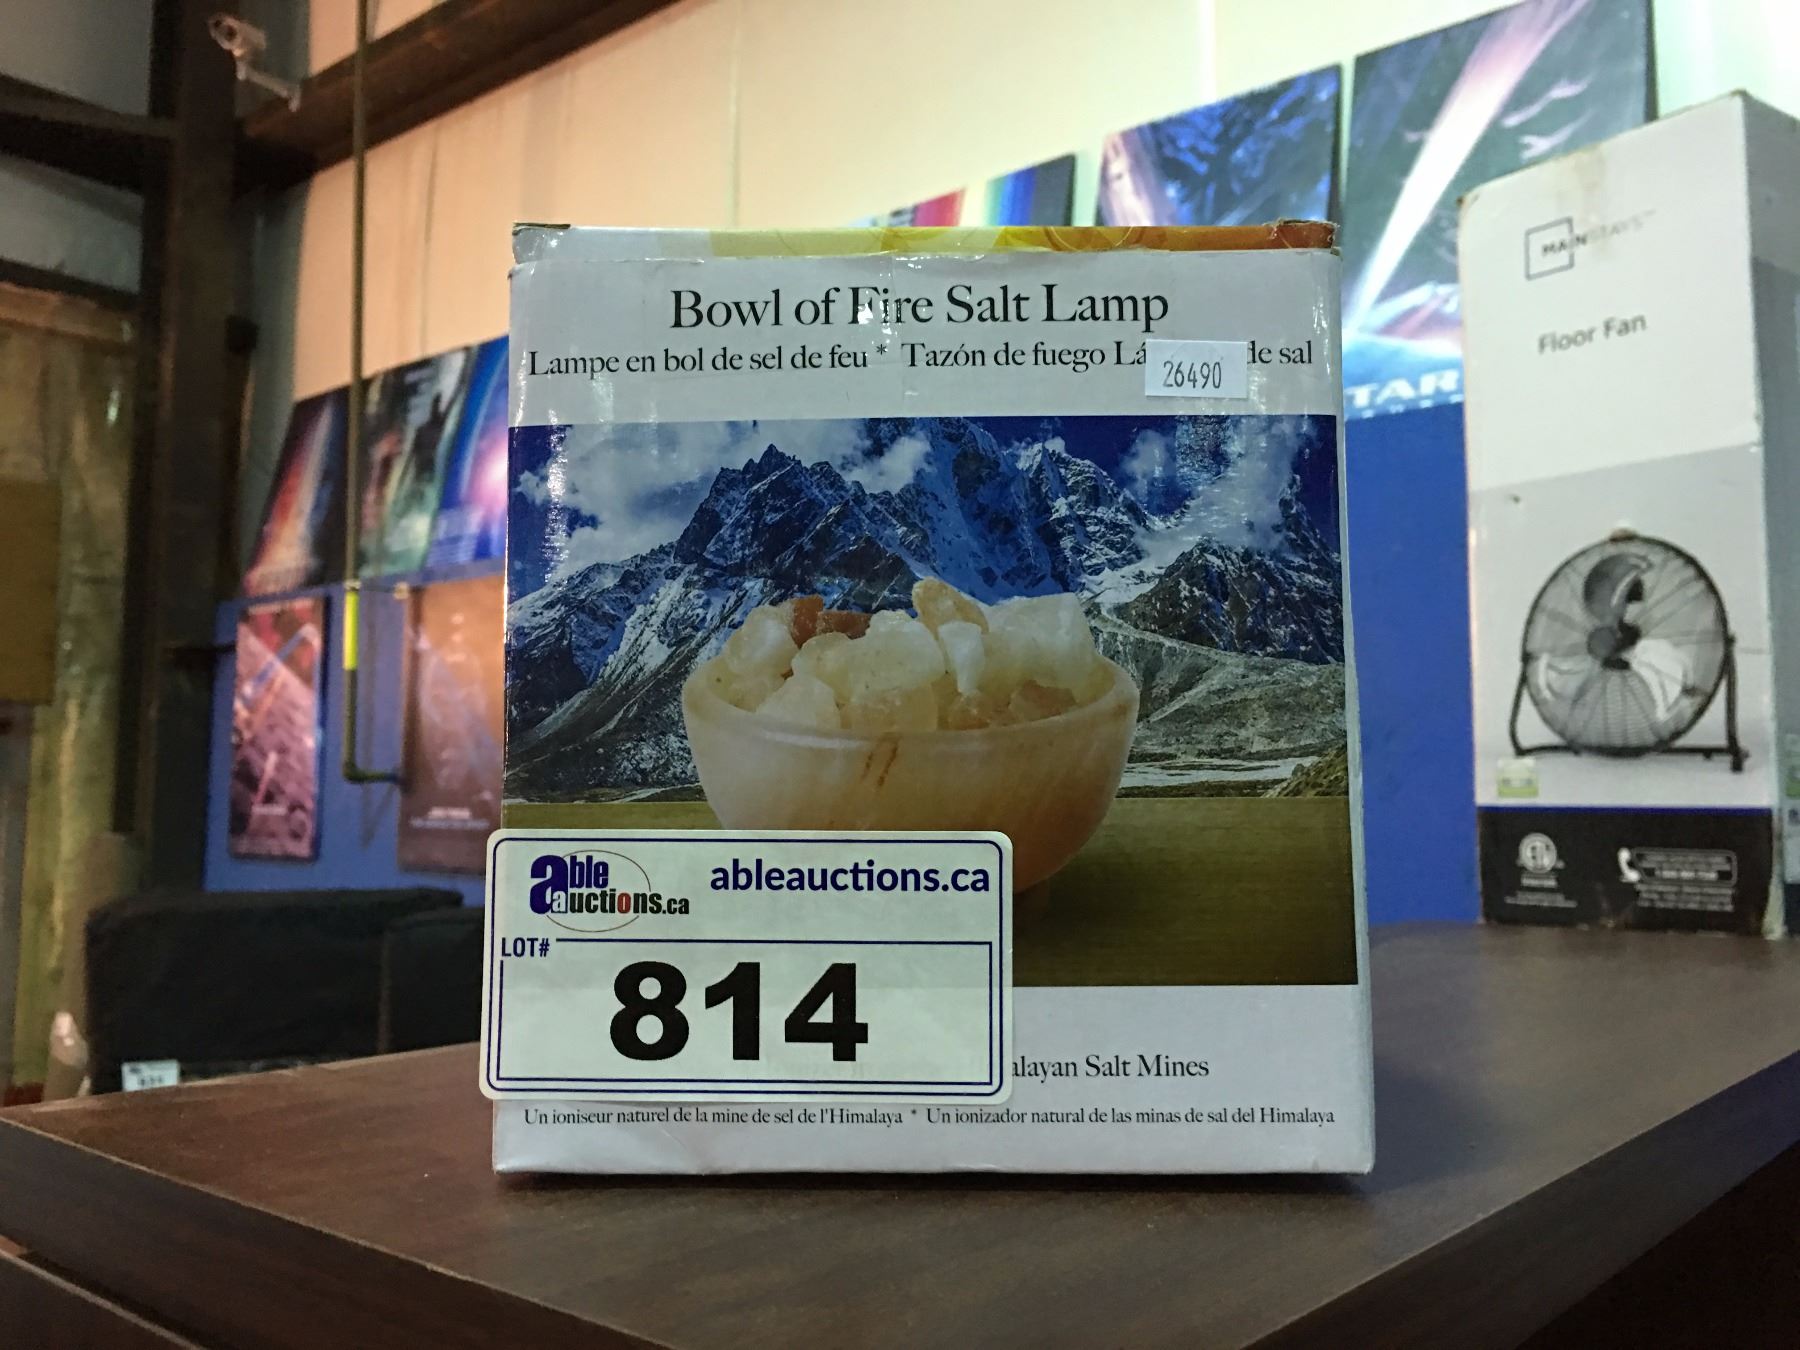 Bowl of Fire Salt Lamp
Lampe en bol de sel de feu * Tazón de fuego Lá de sal
26490
able auctions.ca
ableauctions.ca
LOT#
814
alayan Salt Mines
Un ioniseur naturel de la mine de sel de l'Himalaya * Un ionizador natural de las minas de sal del Himalaya
MAINSTAYS™
Floor Fan
TAR